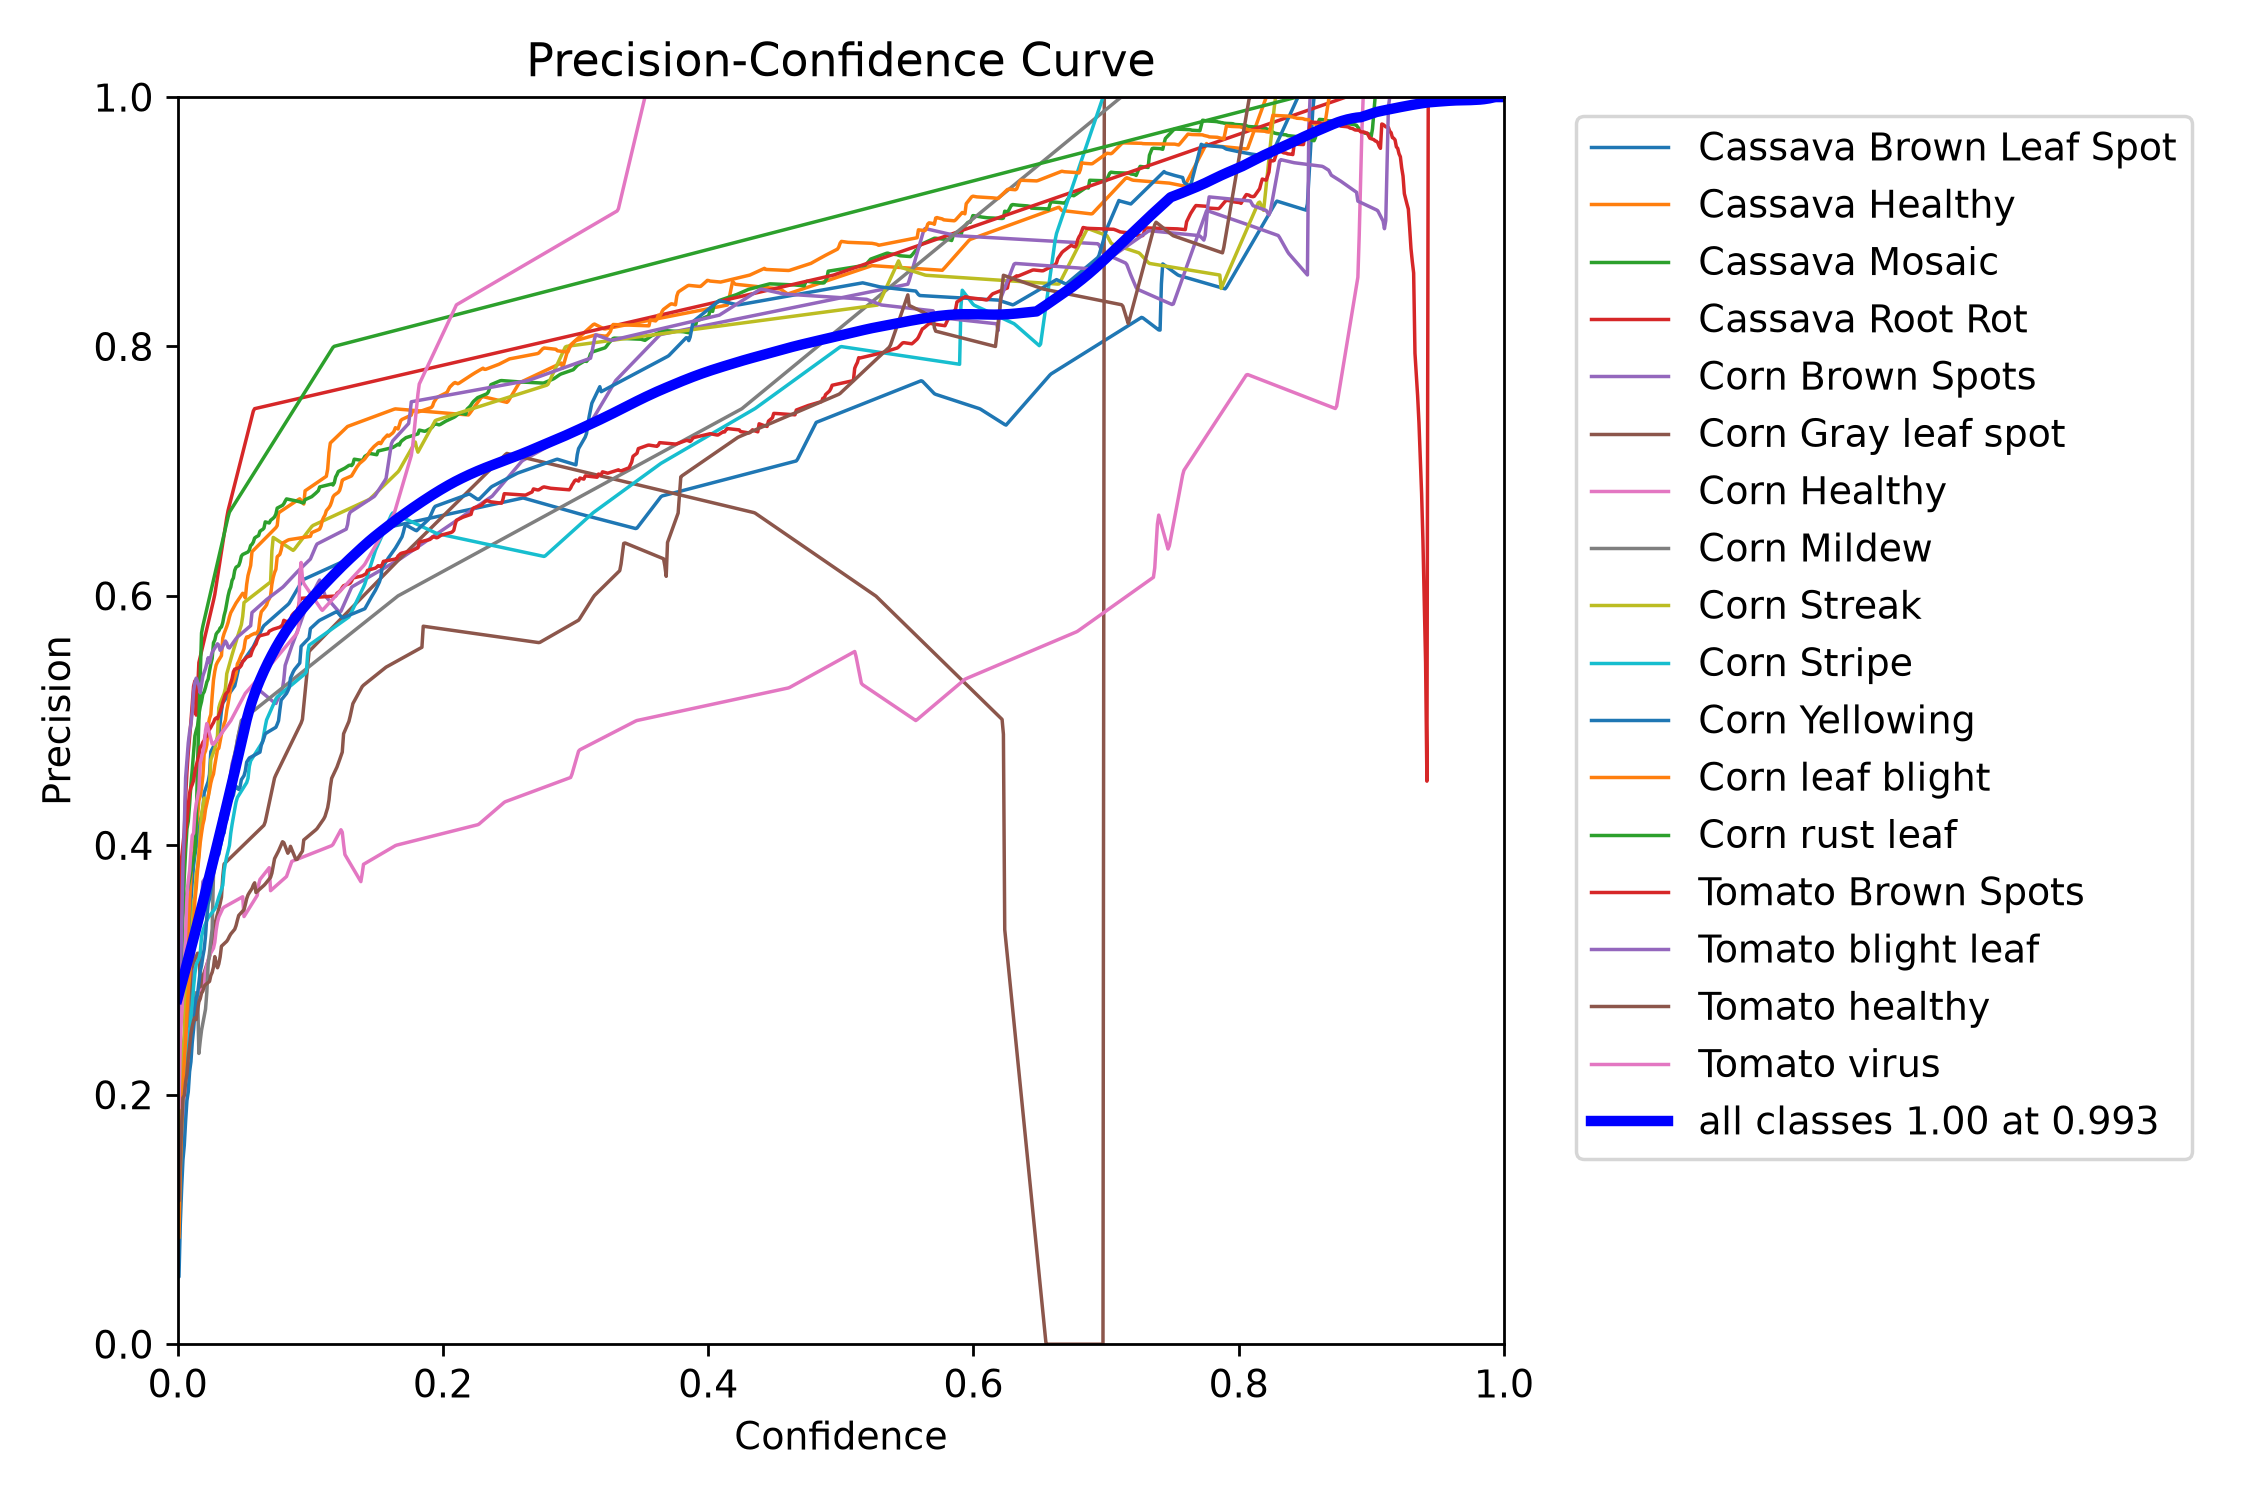 Precision-Confidence Curve
1.0
0.8
0.6
0.4
0.2
0.0
Precision
0.0 0.2 0.4 0.6 0.8 1.0
Confidence
Cassava Brown Leaf Spot
Cassava Healthy
Cassava Mosaic
Cassava Root Rot
Corn Brown Spots
Corn Gray leaf spot
Corn Healthy
Corn Mildew
Corn Streak
Corn Stripe
Corn Yellowing
Corn leaf blight
Corn rust leaf
Tomato Brown Spots
Tomato blight leaf
Tomato healthy
Tomato virus
all classes 1.00 at 0.993